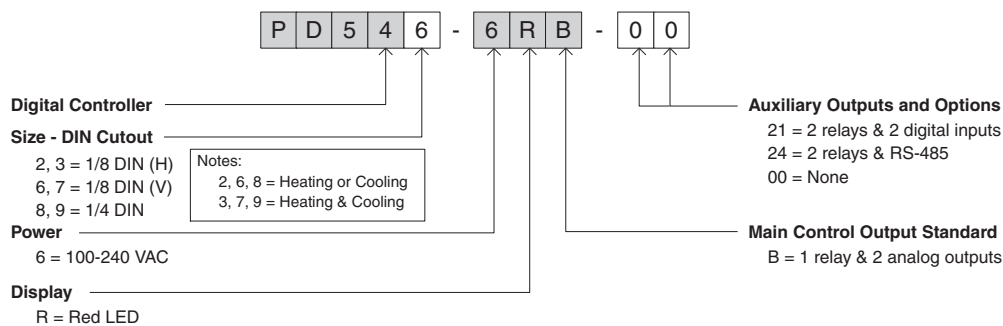 P D 5 4 6 - 6 R B - 0 0
Digital Controller
Size - DIN Cutout
2, 3 = 1/8 DIN (H)
6, 7 = 1/8 DIN (V)
8, 9 = 1/4 DIN
Notes:
2, 6, 8 = Heating or Cooling
3, 7, 9 = Heating & Cooling
Power
6 = 100-240 VAC
Display
R = Red LED
Auxiliary Outputs and Options
21 = 2 relays & 2 digital inputs
24 = 2 relays & RS-485
00 = None
Main Control Output Standard
B = 1 relay & 2 analog outputs